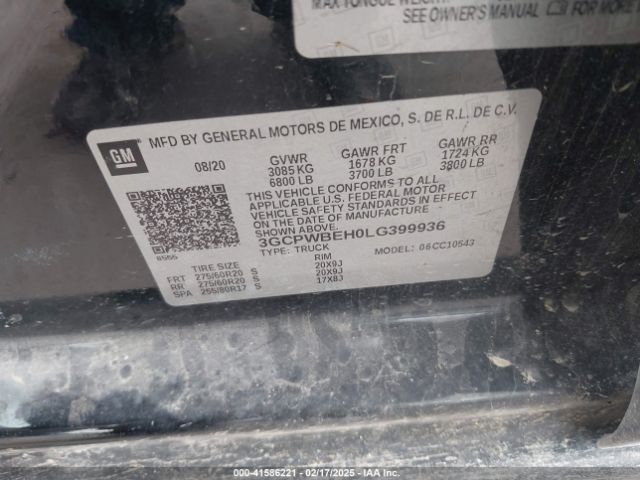 MAX TONGUE WEIGHT
SEE OWNER'S MANUAL FOR MORE
GM
MFD BY GENERAL MOTORS DE MEXICO, S. DE R.L. DE C.V.
08/20 GVWR GAWR FRT GAWR RR
3085 KG 1678 KG 1724 KG
6800 LB 3700 LB 3800 LB
THIS VEHICLE CONFORMS TO ALL
APPLICABLE U.S. FEDERAL MOTOR
VEHICLE SAFETY STANDARDS IN EFFECT
ON THE DATE OF MANUFACTURE
SHOWN ABOVE.
3GCPWBEH0LG399936
TYPE: TRUCK MODEL: 06CC10543
TIRE SIZE RIM
FRT 275/60R20 S 20X9J
RR 275/60R20 S 20X9J
SPA 255/80R17 S 17X8J
00-41586221 | 02/17/2025 - IAA Inc.